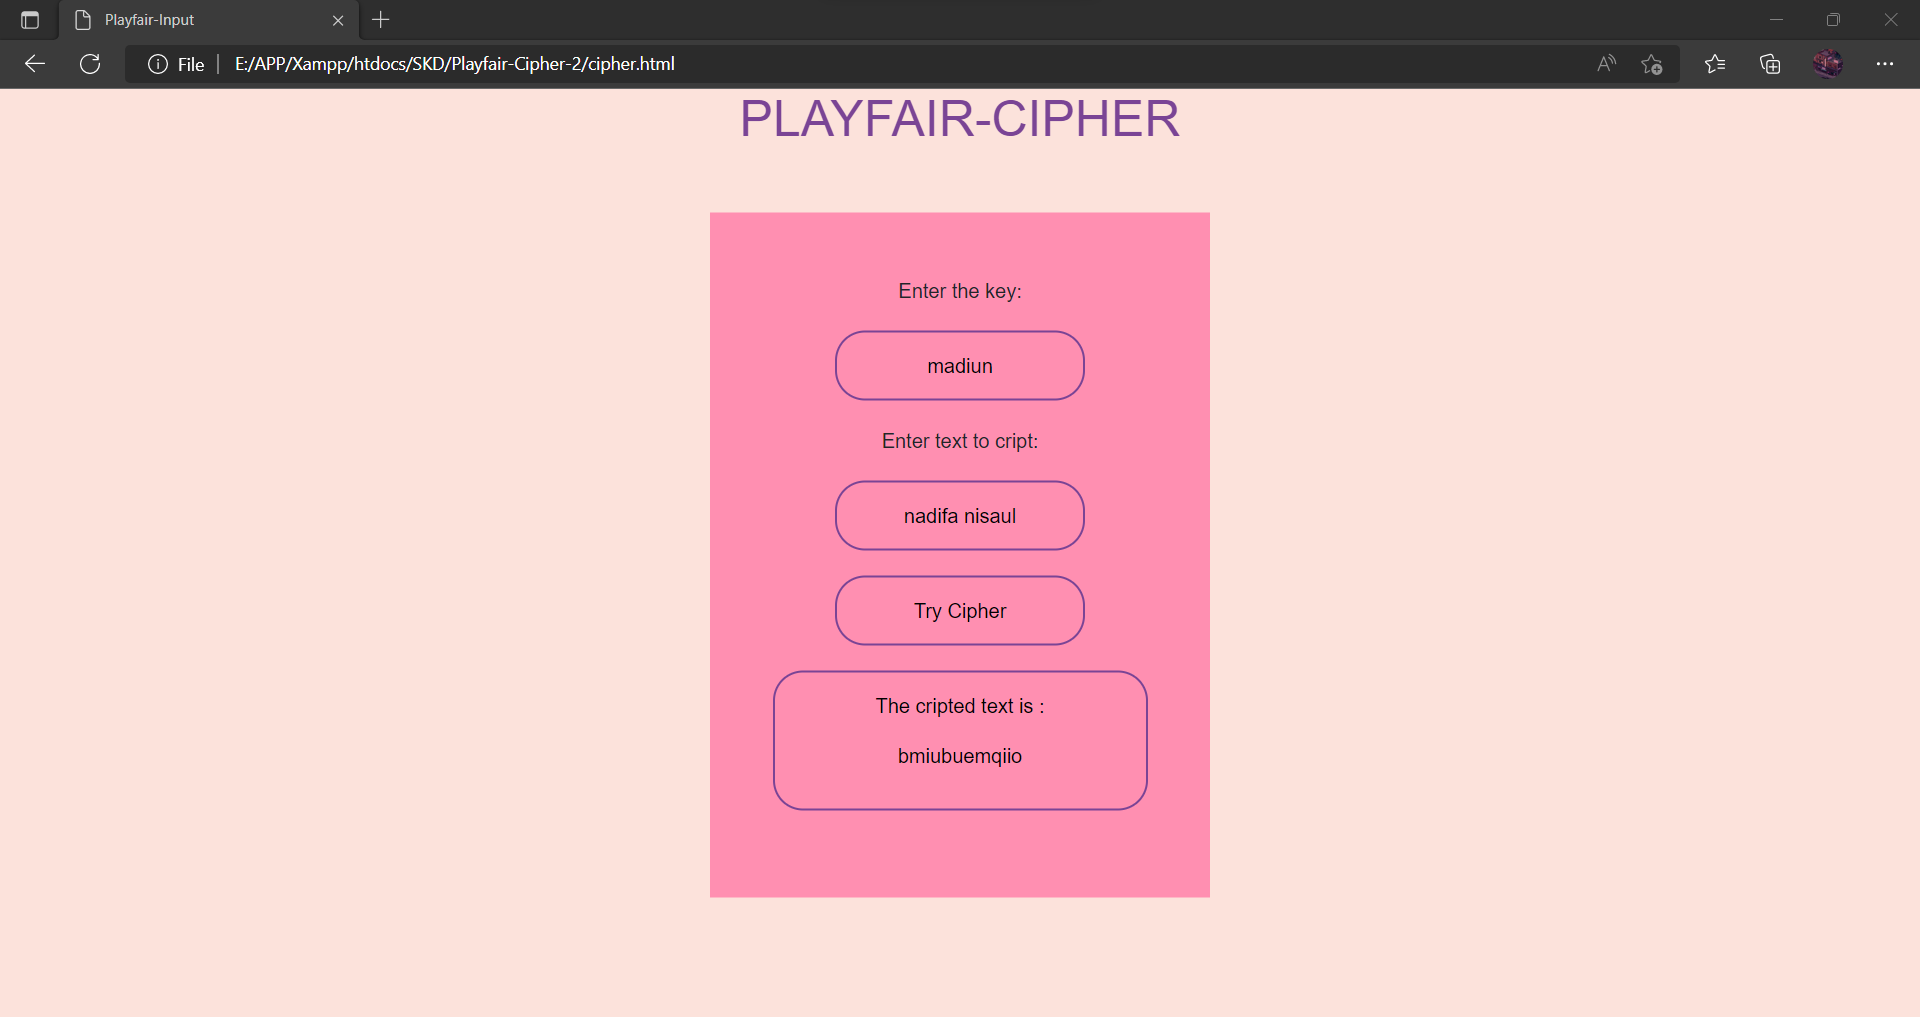 Playfair-Input
File E:/APP/Xampp/htdocs/SKD/Playfair-Cipher-2/cipher.html
PLAYFAIR-CIPHER
Enter the key:
madiun
Enter text to cript:
nadifa nisaul
Try Cipher
The cripted text is :
bmiubuemqiio